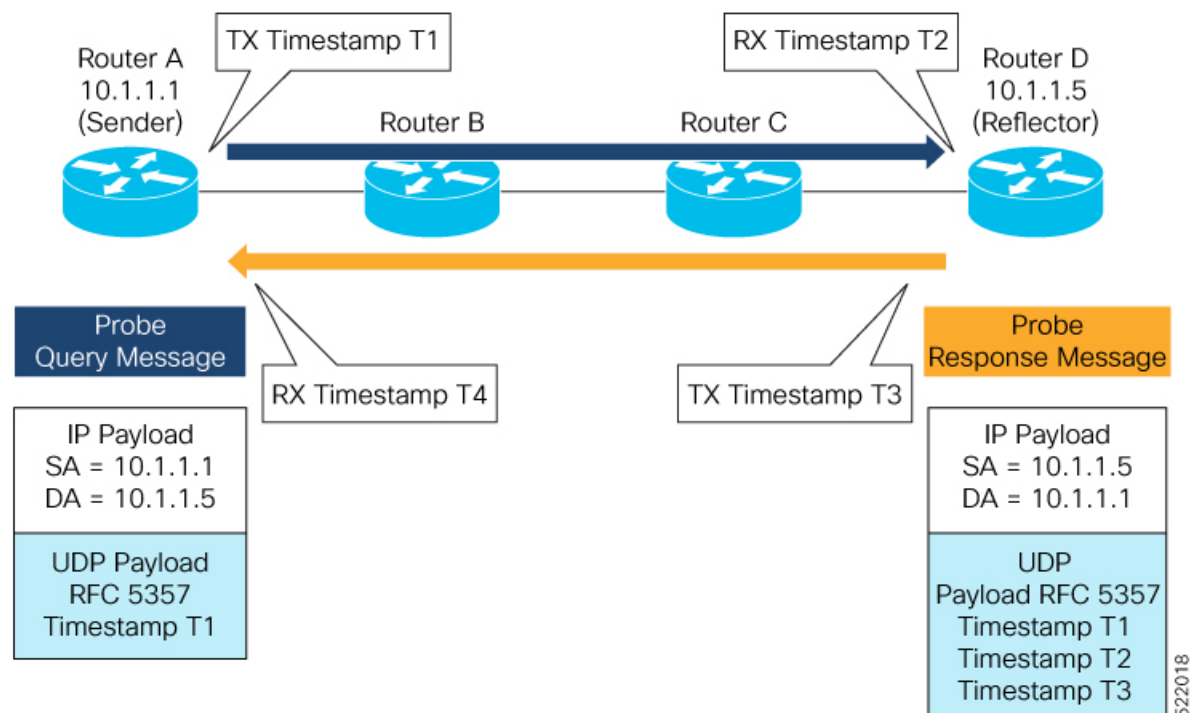 TX Timestamp T1
RX Timestamp T2
Router A
10.1.1.1
(Sender)
Router B
Router C
Router D
10.1.1.5
(Reflector)
Probe
Query Message
RX Timestamp T4
TX Timestamp T3
Probe
Response Message
IP Payload
SA = 10.1.1.1
DA = 10.1.1.5
UDP Payload
RFC 5357
Timestamp T1
IP Payload
SA = 10.1.1.5
DA = 10.1.1.1
UDP
Payload RFC 5357
Timestamp T1
Timestamp T2
Timestamp T3
522018